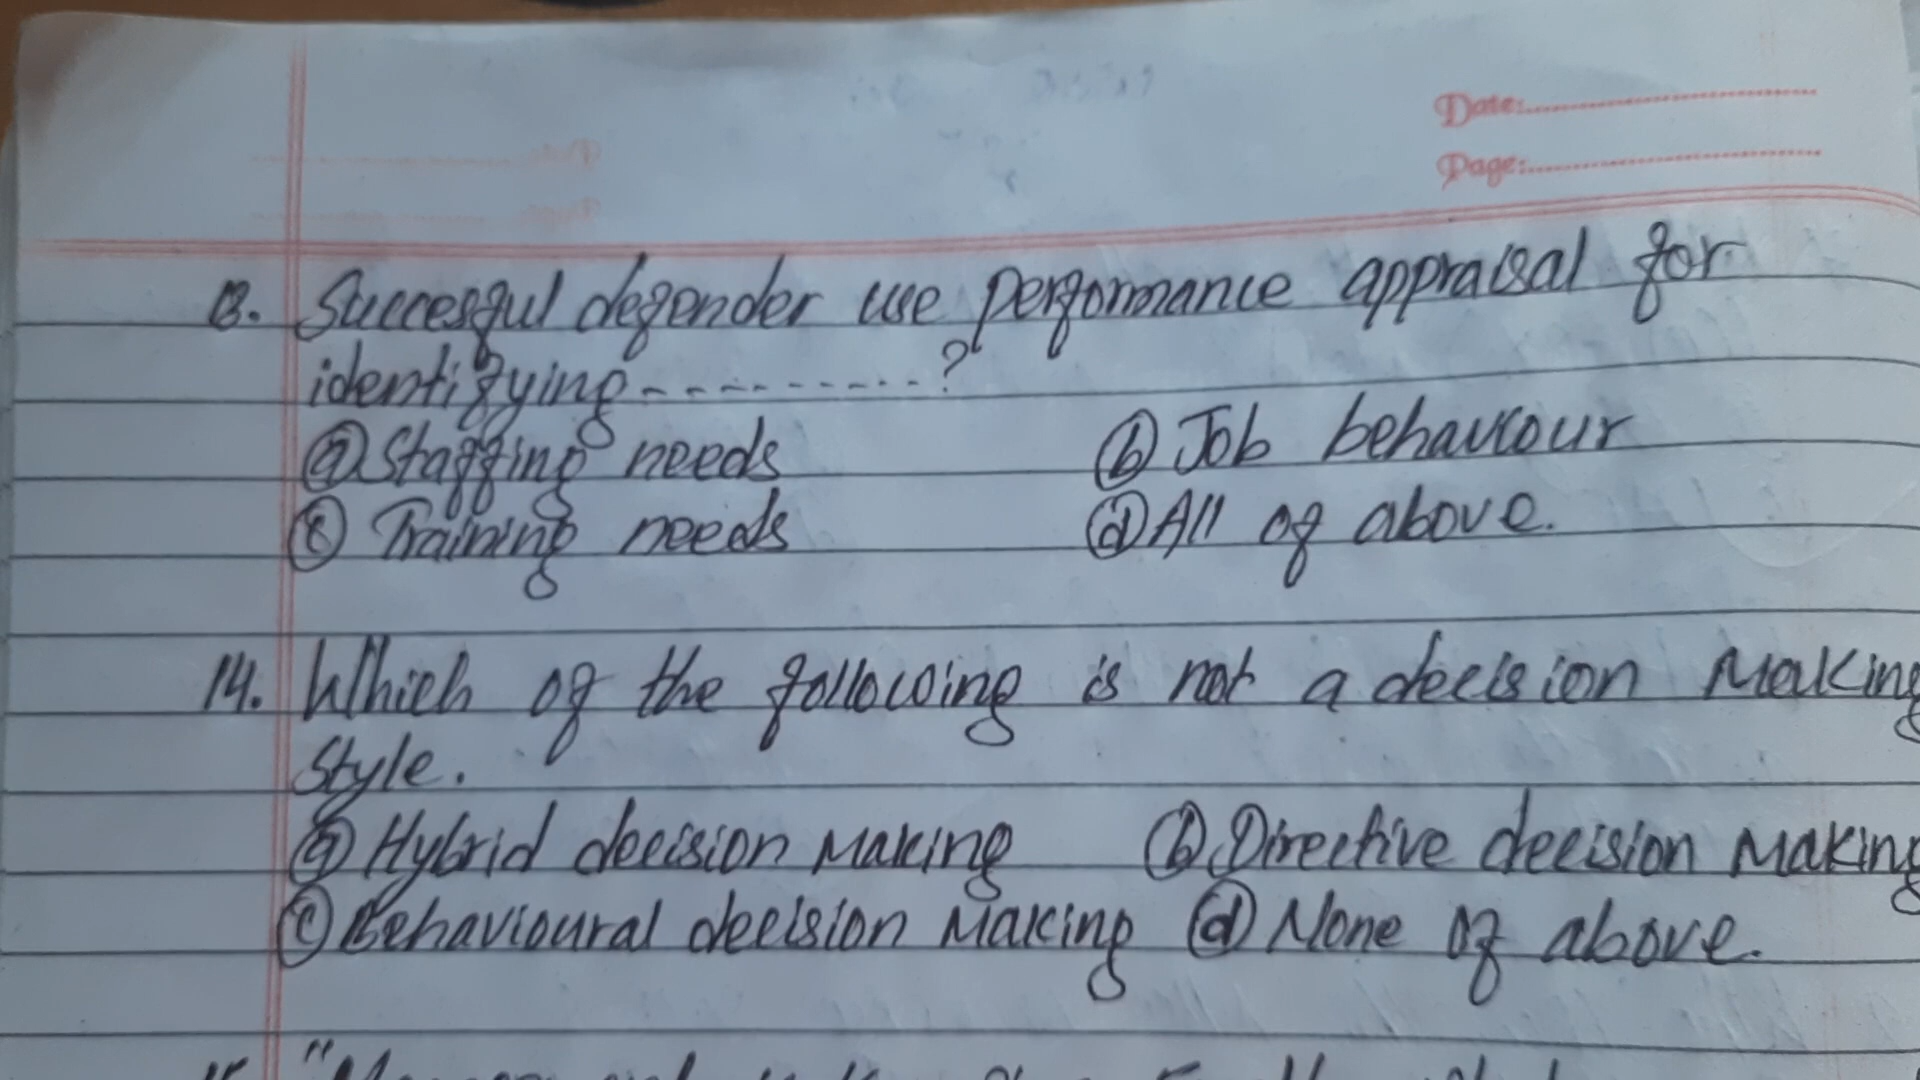 Date:
Page:
13. Succesful defender use performance appraisal for
identifying----------?
(a) Staffing needs (b) Job behaviour
(c) Training needs (d) All of above.
14. Which of the following is not a decision Making
Style.
(a) Hybrid decision Making (b) Directive decision Making
(c) Behavioural decision Making (d) None of above.